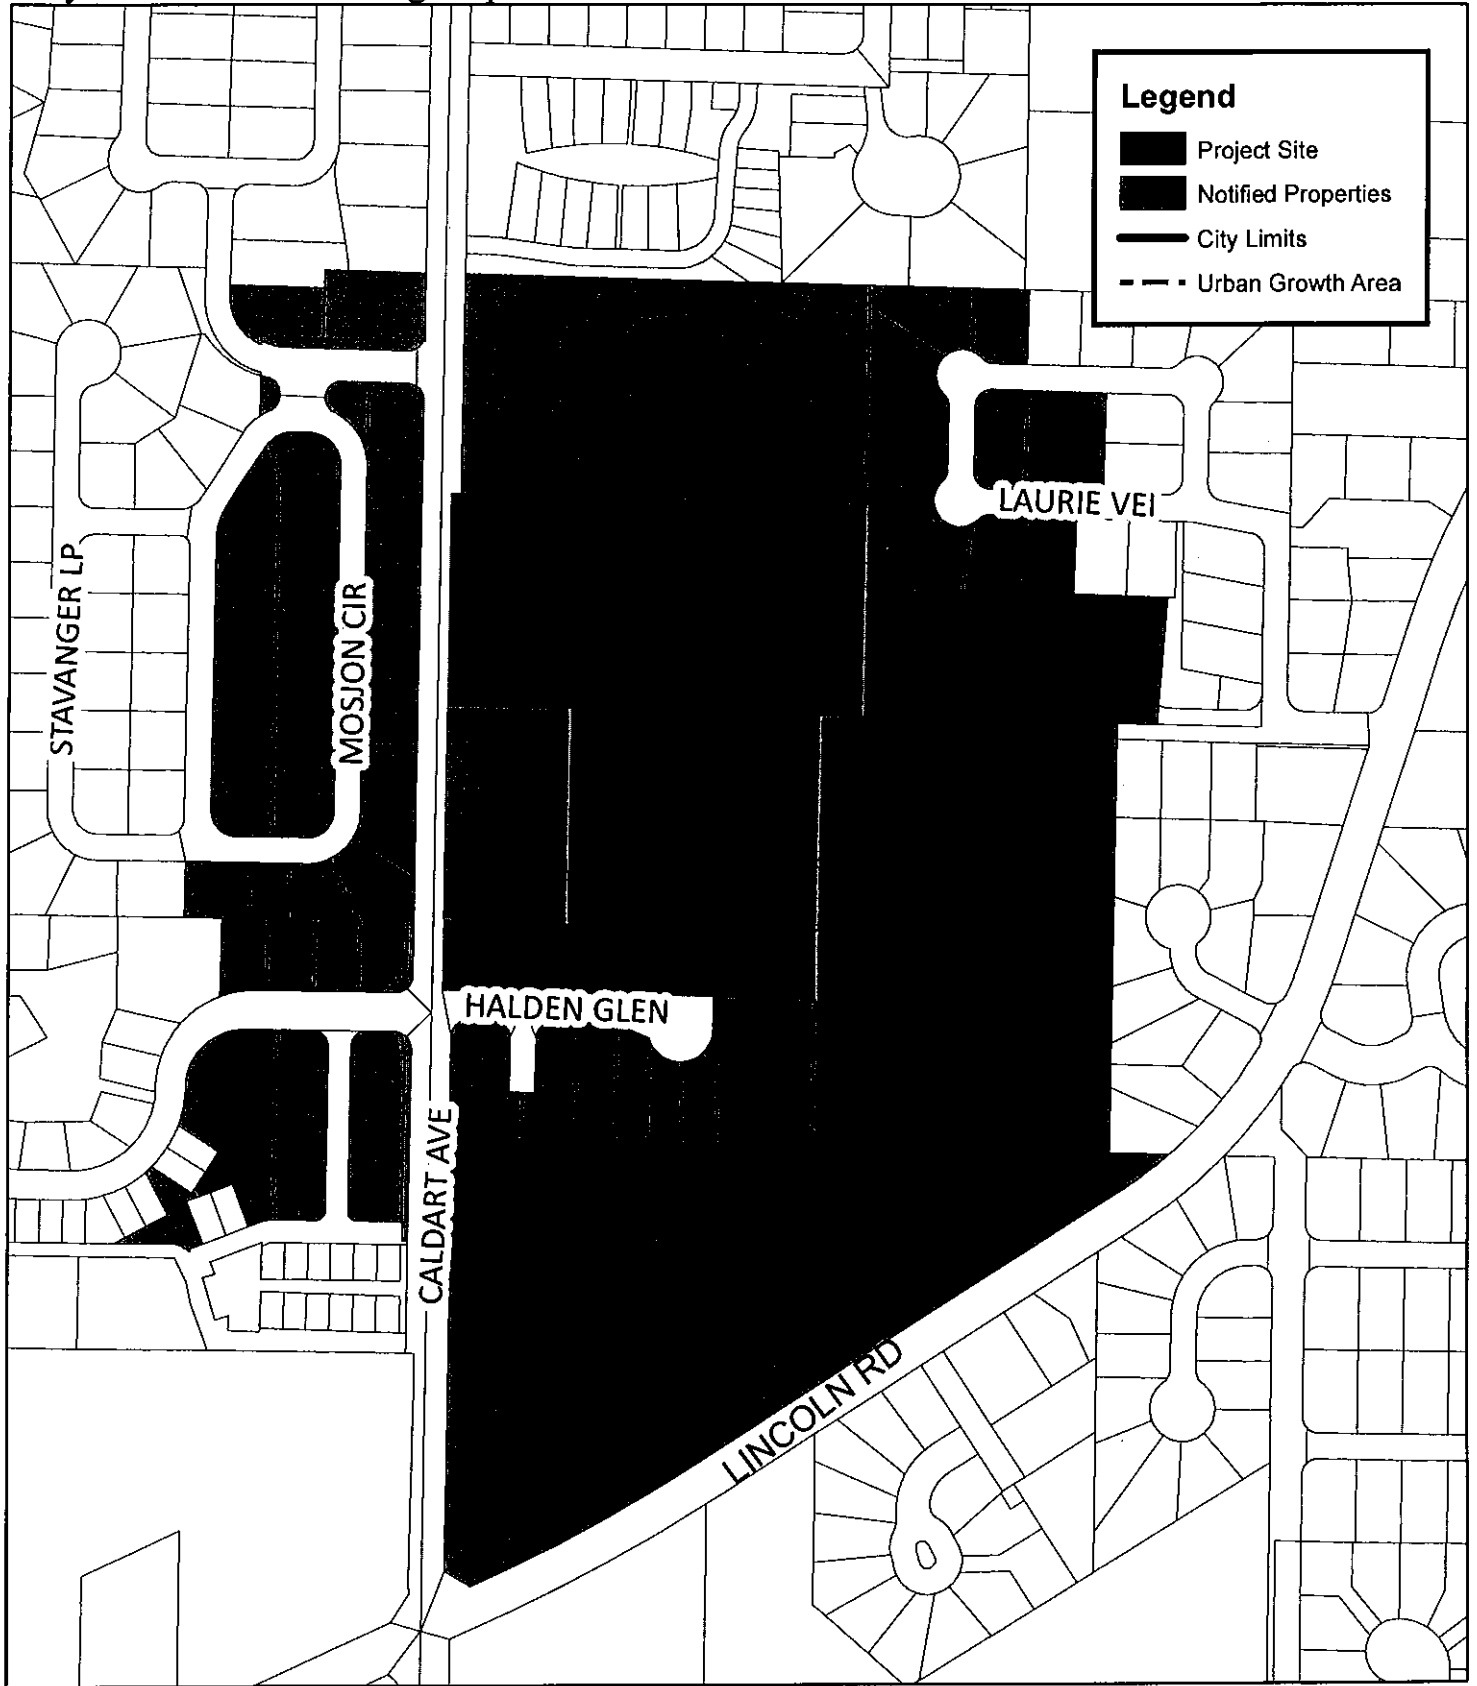 Legend
Project Site
Notified Properties
City Limits
Urban Growth Area
LAURIE VEI
STAVANGER LP
MOSJON CIR
HALDEN GLEN
CALDART AVE
LINCOLN RD